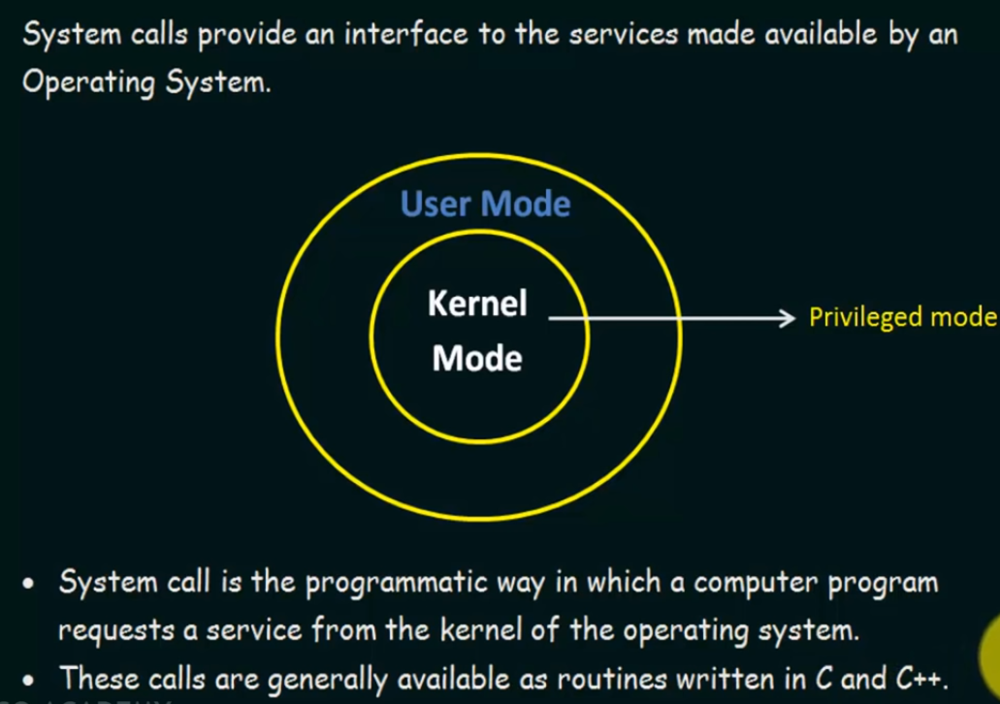 System calls provide an interface to the services made available by an
Operating System.
User Mode
Kernel
Mode
Privileged mode
• System call is the programmatic way in which a computer program
requests a service from the kernel of the operating system.
• These calls are generally available as routines written in C and C++.